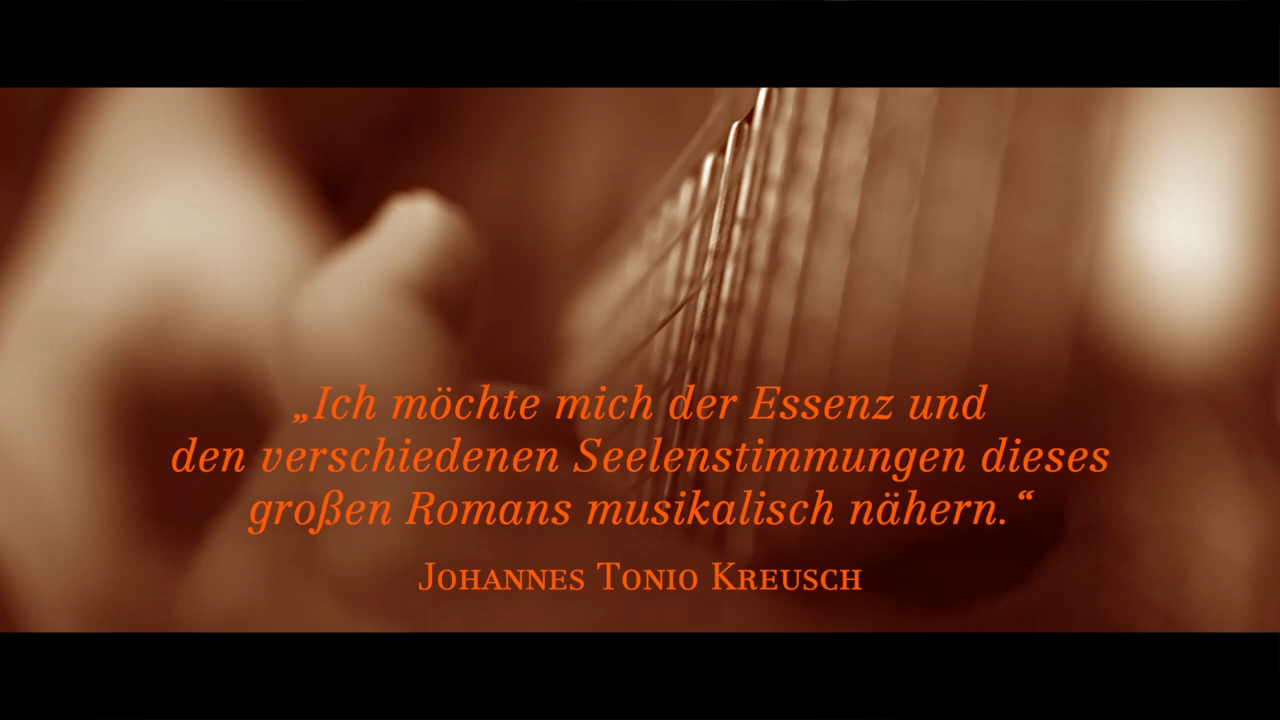 „Ich möchte mich der Essenz und
den verschiedenen Seelenstimmungen dieses
großen Romans musikalisch nähern.“
Johannes Tonio Kreusch